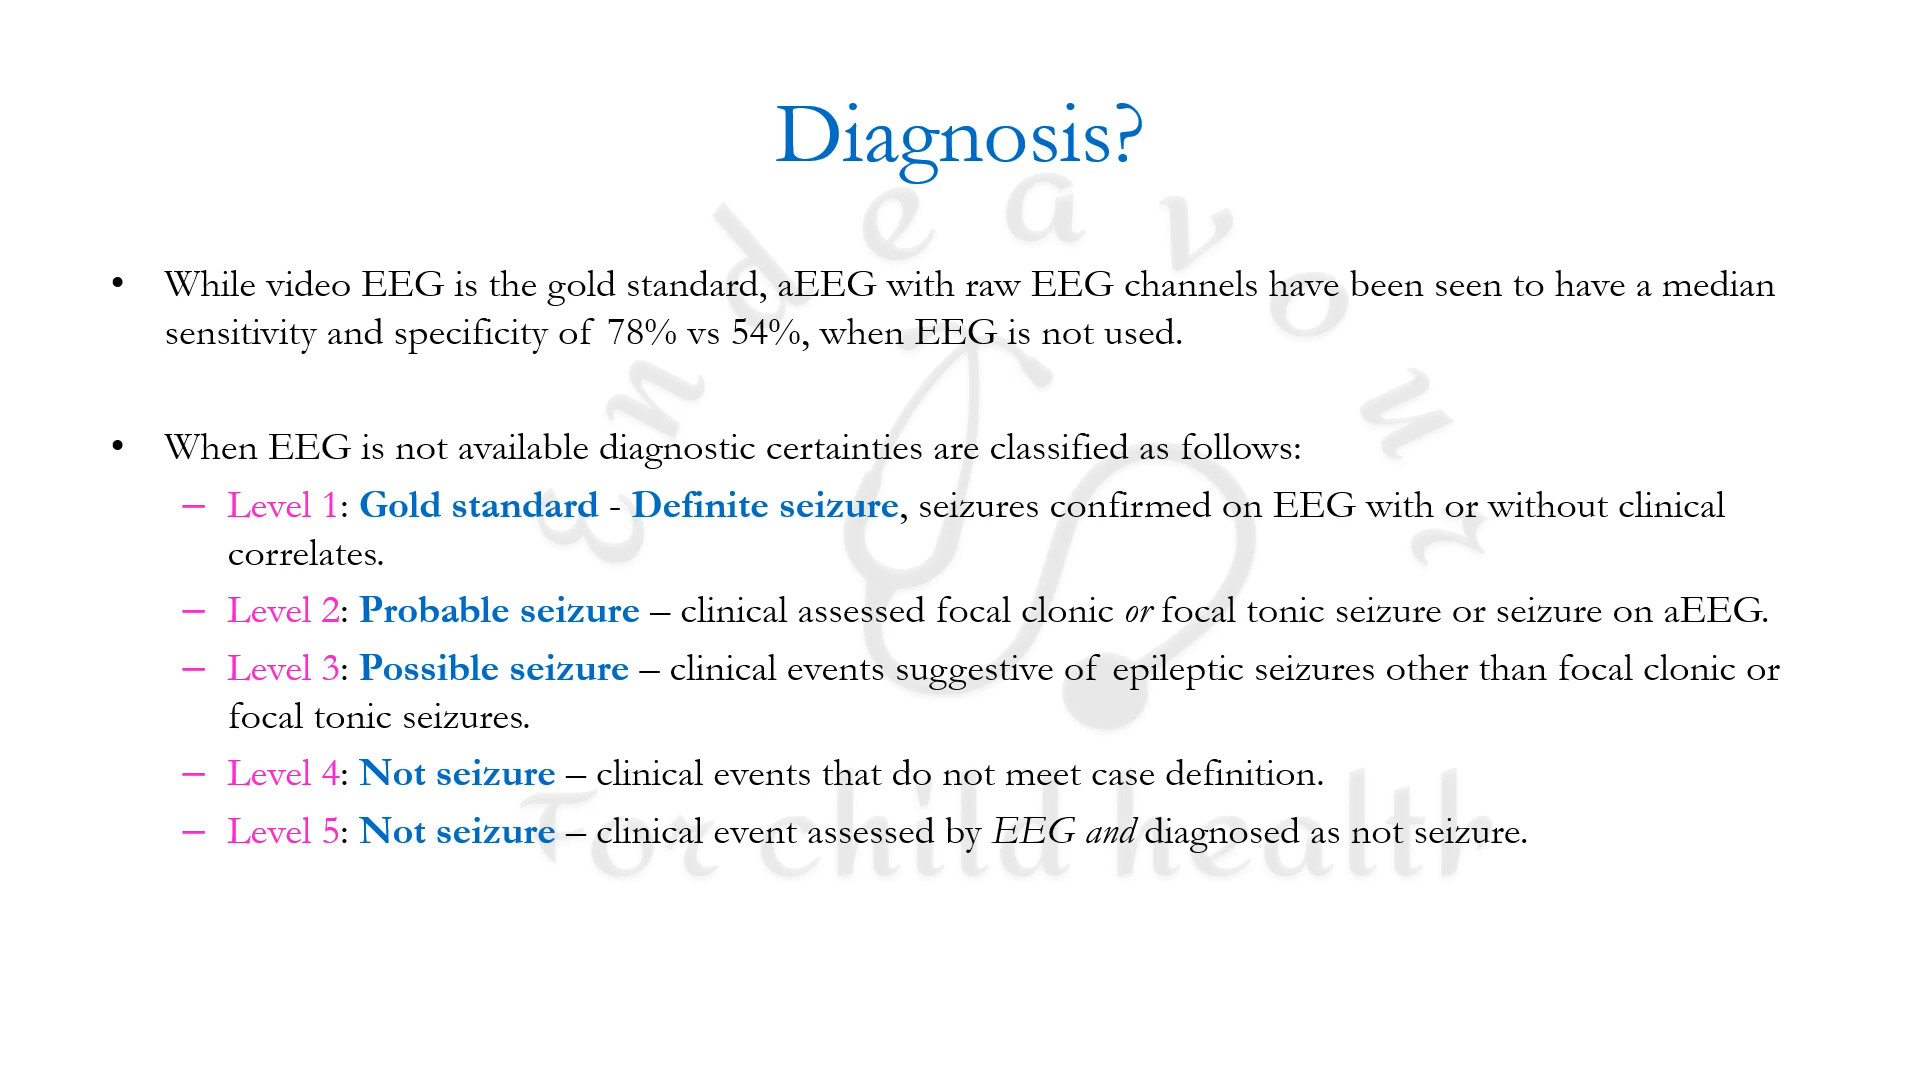 Diagnosis?
• While video EEG is the gold standard, aEEG with raw EEG channels have been seen to have a median
sensitivity and specificity of 78% vs 54%, when EEG is not used.
• When EEG is not available diagnostic certainties are classified as follows:
– Level 1: Gold standard - Definite seizure, seizures confirmed on EEG with or without clinical
correlates.
– Level 2: Probable seizure – clinical assessed focal clonic or focal tonic seizure or seizure on aEEG.
– Level 3: Possible seizure – clinical events suggestive of epileptic seizures other than focal clonic or
focal tonic seizures.
– Level 4: Not seizure – clinical events that do not meet case definition.
– Level 5: Not seizure – clinical event assessed by EEG and diagnosed as not seizure.
Endeavour
For child health